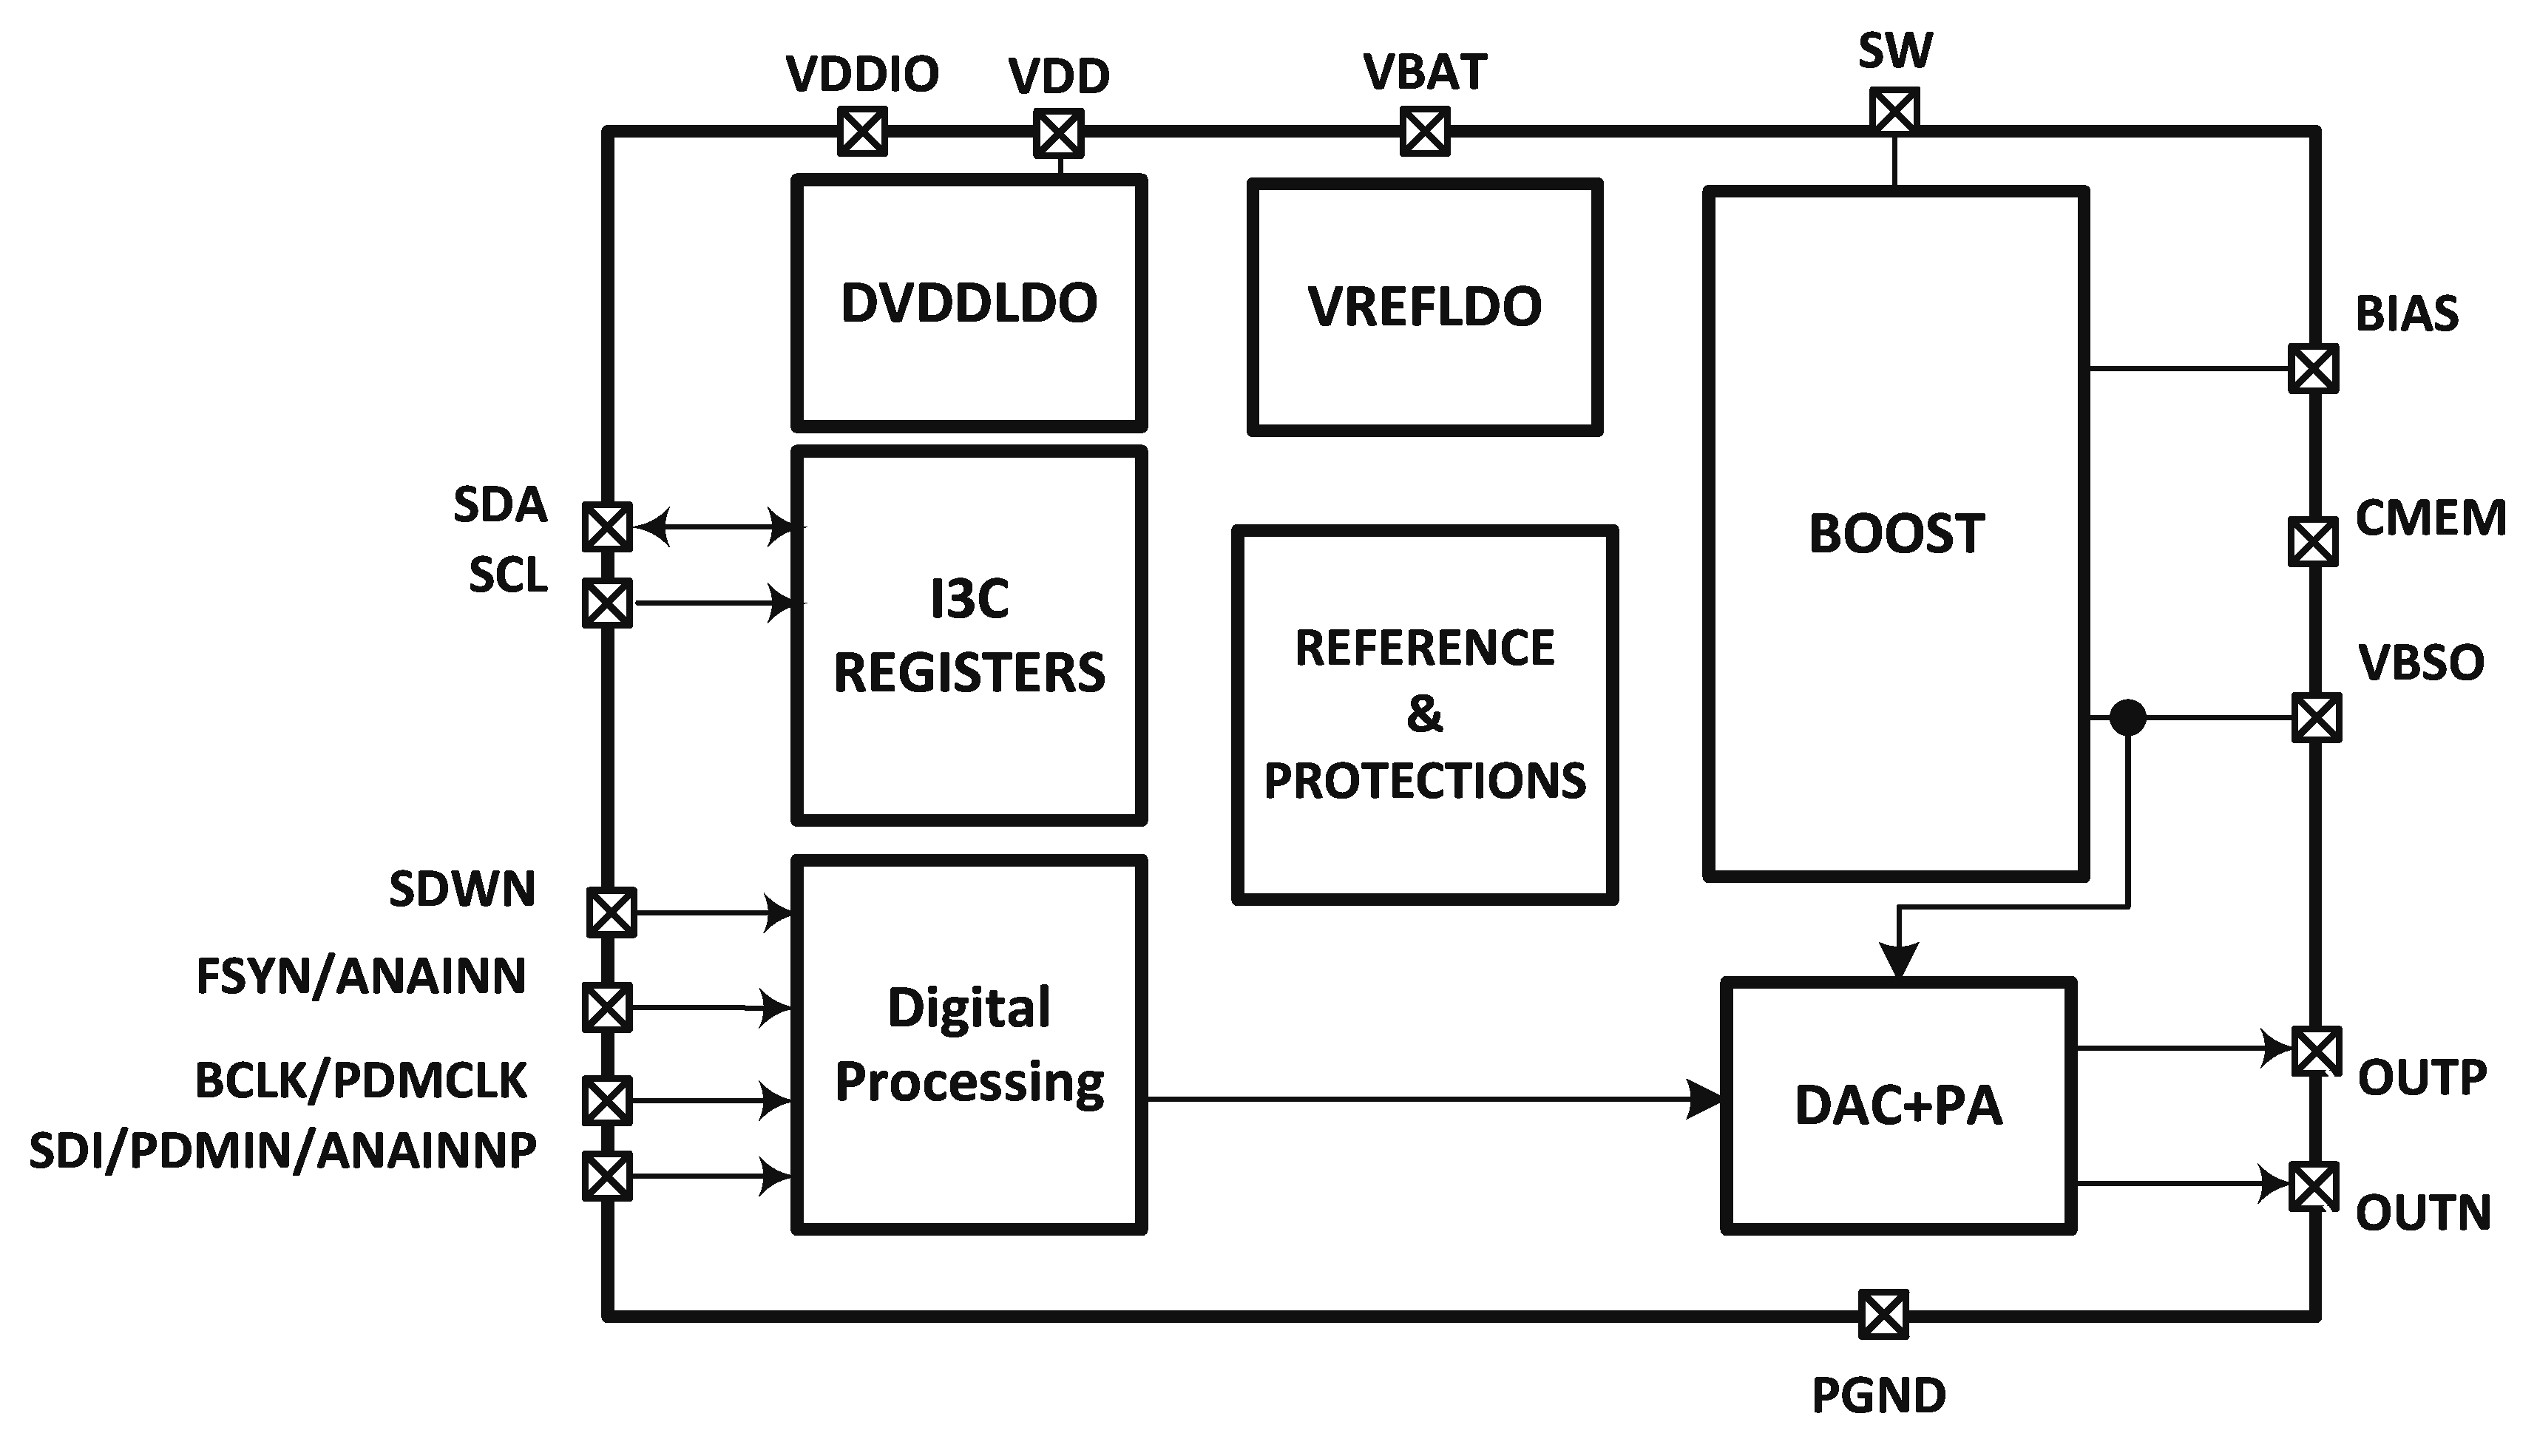 VDDIO
VDD
VBAT
SW
DVDDLDO
VREFLDO
BIAS
SDA
SCL
I3C
REGISTERS
REFERENCE
&
PROTECTIONS
BOOST
CMEM
VBSO
SDWN
FSYN/ANAINN
BCLK/PDMCLK
SDI/PDMIN/ANAINNP
Digital
Processing
DAC+PA
OUTP
OUTN
PGND